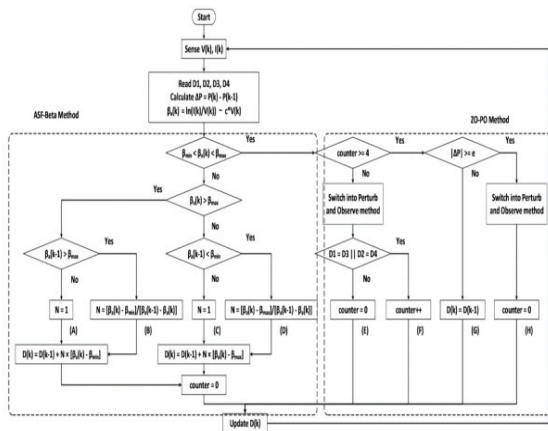 Start
Sense V(k), I(k)
Read D1, D2, D3, D4
Calculate ΔP = P(k) - P(k-1)
βa(k) = ln(I(k)/V(k)) ~ c*V(k)
ASF-Beta Method
ZO-PO Method
βmin < βa(k) < βmax
Yes
counter >= 4
Yes
|ΔP| >= e
Yes
No
No
No
Yes
βa(k) > βmax
Switch into Perturb
and Observe method
Switch into Perturb
and Observe method
No
βa(k-1) > βmax
Yes
βa(k-1) < βmin
Yes
D1 = D3 || D2 = D4
Yes
No
No
No
N = 1
N = [βa(k) - βmin]/[βa(k-1) - βa(k)]
N = 1
N = [βa(k) - βmax]/[βa(k-1) - βa(k)]
counter = 0
counter++
D(k) = D(k-1)
counter = 0
(A)
(B)
(C)
(D)
(E)
(F)
(G)
(H)
D(k) = D(k-1) + N × [βa(k) - βmin]
D(k) = D(k-1) + N × [βa(k) - βmax]
counter = 0
Update D(k)